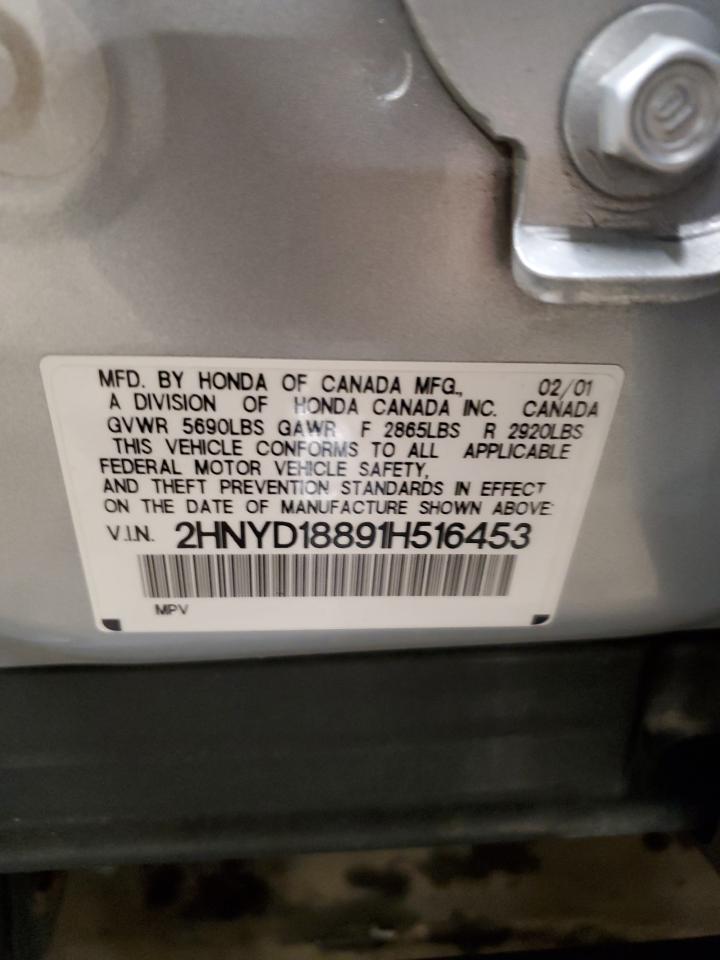 MFD. BY HONDA OF CANADA MFG., 02/01
A DIVISION OF HONDA CANADA INC. CANADA
GVWR 5690LBS GAWR F 2865LBS R 2920LBS
THIS VEHICLE CONFORMS TO ALL APPLICABLE
FEDERAL MOTOR VEHICLE SAFETY,
AND THEFT PREVENTION STANDARDS IN EFFECT
ON THE DATE OF MANUFACTURE SHOWN ABOVE:
V.I.N. 2HNYD18891H516453
MPV